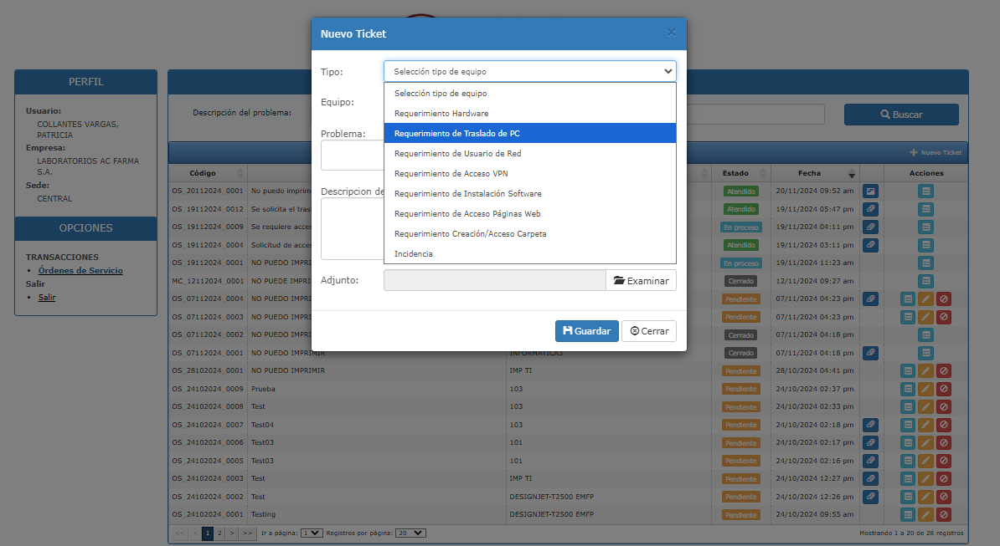 Nuevo Ticket
×
Tipo:
Selección tipo de equipo
Selección tipo de equipo
Requerimiento Hardware
Requerimiento de Traslado de PC
Requerimiento de Usuario de Red
Requerimiento de Acceso VPN
Requerimiento de Instalación Software
Requerimiento de Acceso Páginas Web
Requerimiento Creación/Acceso Carpeta
Incidencia
Equipo:
Problema:
Descripcion de
Adjunto:
Examinar
Guardar
Cerrar
PERFIL
Usuario:
COLLANTES VARGAS,
PATRICIA
Empresa:
LABORATORIOS AC FARMA
S.A.
Sede:
CENTRAL
OPCIONES
TRANSACCIONES
• Órdenes de Servicio
Salir
• Salir
Descripción del problema:
Buscar
Nuevo Ticket
Código Estado Fecha Acciones
OS_20112024_0001 No puedo imprim Atendido 20/11/2024 09:52 am
OS_19112024_0012 Se solicita el tras Atendido 19/11/2024 05:47 pm
OS_19112024_0009 Se requiere acces En proceso 19/11/2024 04:11 pm
OS_19112024_0004 Solicitud de acces Atendido 19/11/2024 03:11 pm
OS_19112024_0001 NO PUEDO IMPRI En proceso 19/11/2024 11:23 am
MC_12112024_0001 NO PUEDE IMPRI Cerrado 12/11/2024 09:27 am
OS_07112024_0004 NO PUEDO IMPRI Pendiente 07/11/2024 04:23 pm
OS_07112024_0003 NO PUEDO IMPRI Pendiente 07/11/2024 04:23 pm
OS_07112024_0002 NO PUEDO IMPRI Cerrado 07/11/2024 04:18 pm
OS_07112024_0001 NO PUEDO IMPRIMIR INFORMATICA3 Cerrado 07/11/2024 04:18 pm
OS_28102024_0001 NO PUEDO IMPRIMIR IMP TI Pendiente 28/10/2024 04:41 pm
OS_24102024_0009 Prueba 103 Pendiente 24/10/2024 02:37 pm
OS_24102024_0008 Test 103 Pendiente 24/10/2024 02:33 pm
OS_24102024_0007 Test04 103 Pendiente 24/10/2024 02:18 pm
OS_24102024_0006 Test03 101 Pendiente 24/10/2024 02:17 pm
OS_24102024_0005 Test03 101 Pendiente 24/10/2024 02:16 pm
OS_24102024_0003 Test IMP TI Pendiente 24/10/2024 12:27 pm
OS_24102024_0002 Test DESIGNJET-T2500 EMFP Pendiente 24/10/2024 12:26 pm
OS_24102024_0001 Testing DESIGNJET-T2500 EMFP Pendiente 24/10/2024 09:55 am
<< < 1 2 > >> Ir a página: 1 Registros por página: 20 Mostrando 1 a 20 de 28 registros